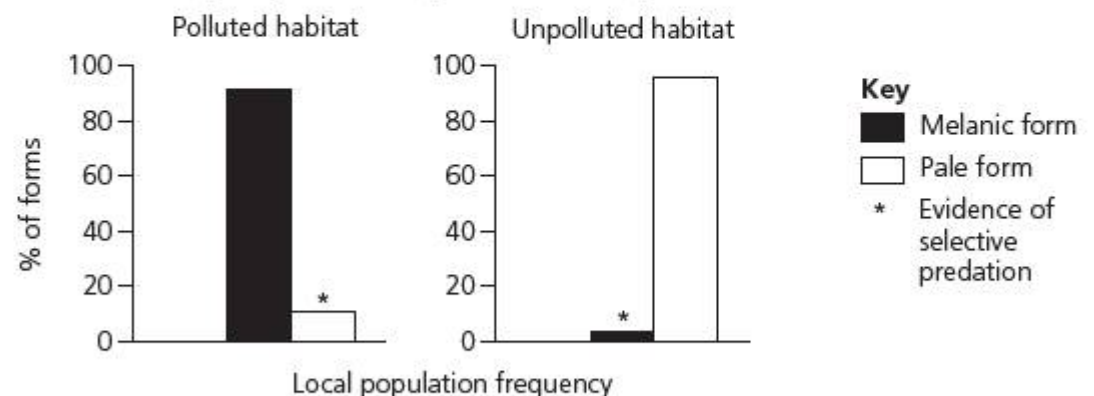 Polluted habitat
Unpolluted habitat
% of forms
100
80
60
40
20
0
*
100
80
60
40
20
0
*
Key
Melanic form
Pale form
* Evidence of
selective
predation
Local population frequency